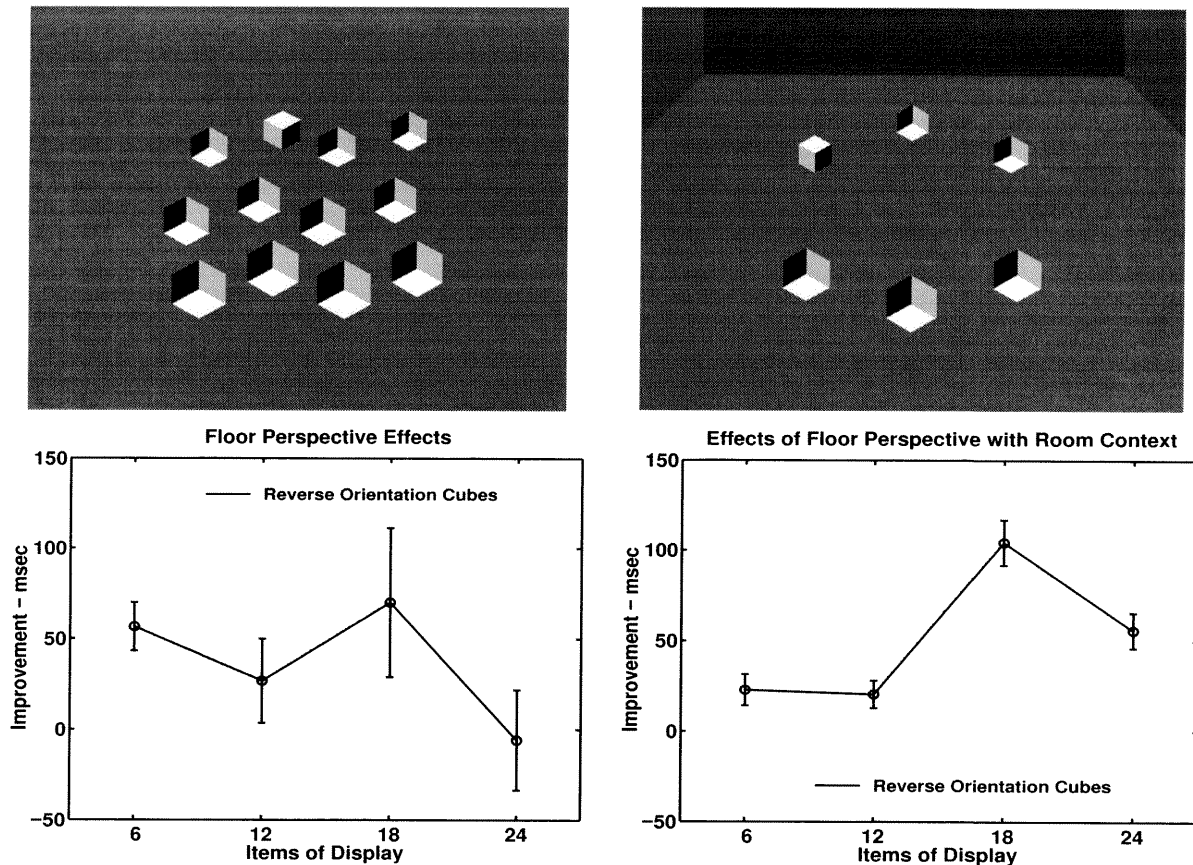 Floor Perspective Effects
150
100
50
0
−50
Improvement − msec
Reverse Orientation Cubes
6 12 18 24
Items of Display
Effects of Floor Perspective with Room Context
150
100
50
0
−50
Improvement − msec
Reverse Orientation Cubes
6 12 18 24
Items of Display